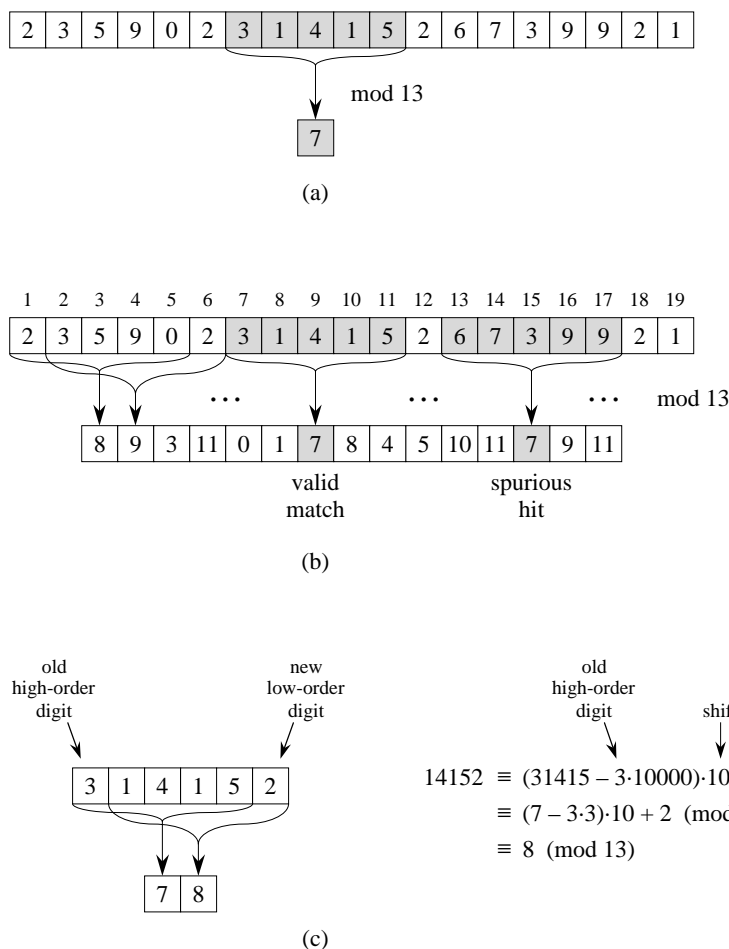 2 3 5 9 0 2 3 1 4 1 5 2 6 7 3 9 9 2 1
mod 13
7
(a)
1 2 3 4 5 6 7 8 9 10 11 12 13 14 15 16 17 18 19
2 3 5 9 0 2 3 1 4 1 5 2 6 7 3 9 9 2 1
… … … mod 13
8 9 3 11 0 1 7 8 4 5 10 11 7 9 11
valid match
spurious hit
(b)
old
high-order
digit
new
low-order
digit
3 1 4 1 5 2
7 8
old
high-order
digit
shif
14152 ≡ (31415 – 3·10000)·10
≡ (7 – 3·3)·10 + 2 (mod
≡ 8 (mod 13)
(c)